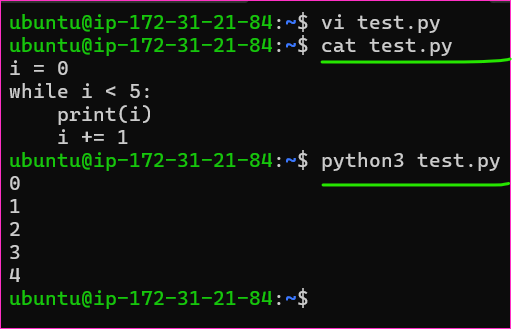 ubuntu@ip-172-31-21-84:~$ vi test.py
ubuntu@ip-172-31-21-84:~$ cat test.py
i = 0
while i < 5:
    print(i)
    i += 1
ubuntu@ip-172-31-21-84:~$ python3 test.py
0
1
2
3
4
ubuntu@ip-172-31-21-84:~$